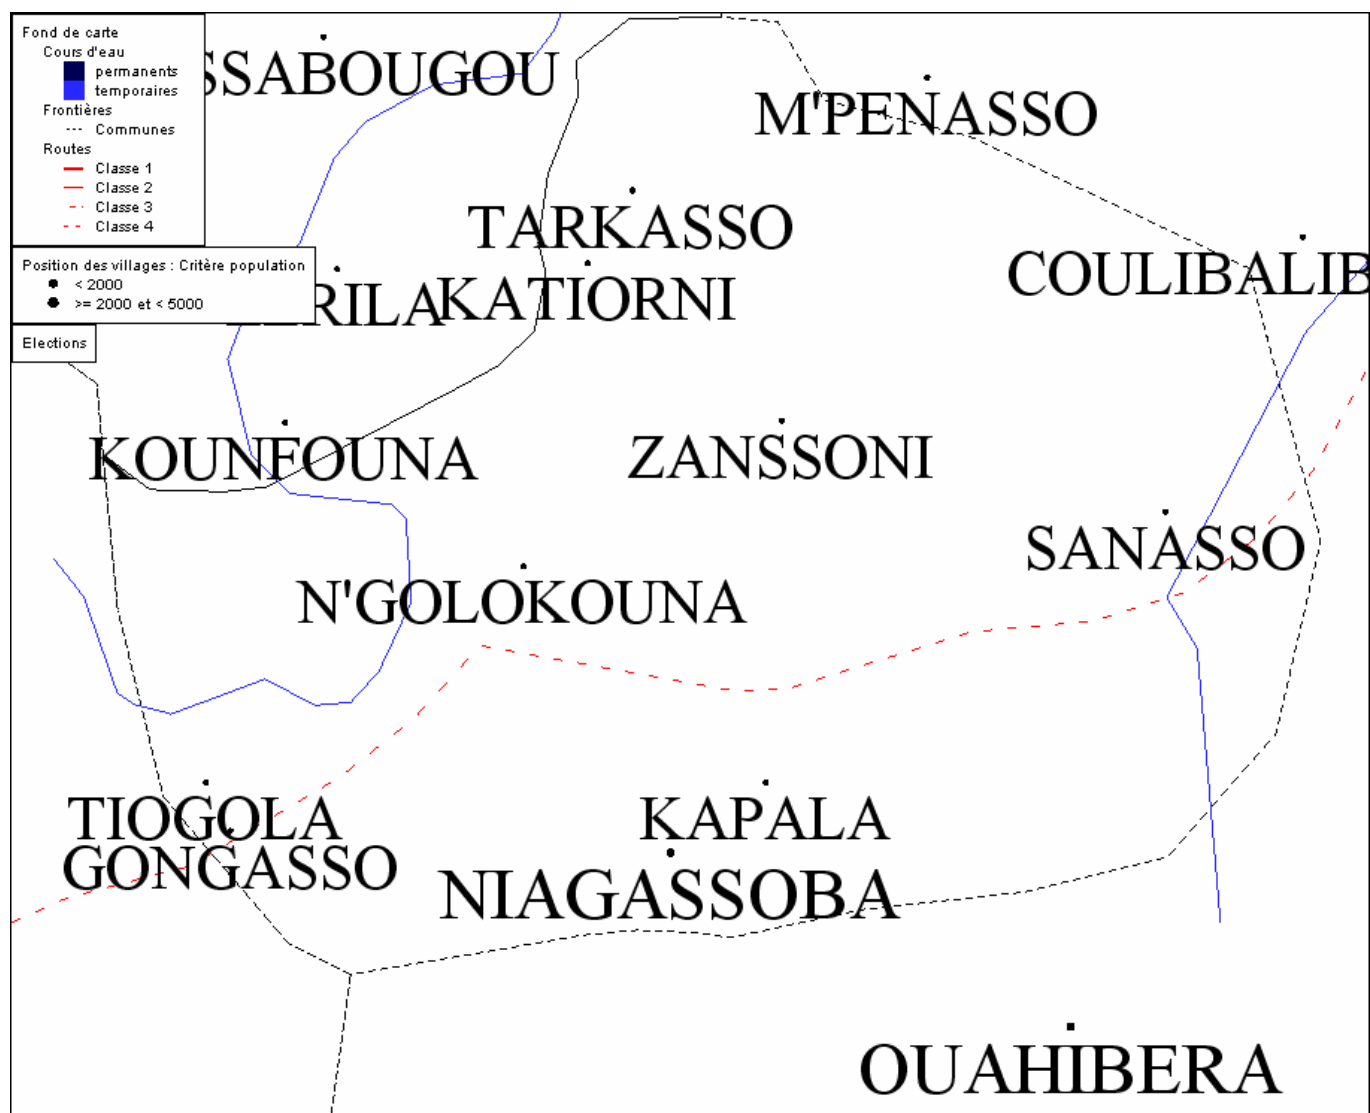 Fond de carte
Cours d'eau
permanents
temporaires
Frontières
Communes
Routes
Classe 1
Classe 2
Classe 3
Classe 4
Position des villages : Critère population
< 2000
>= 2000 et < 5000
Elections
SSABOUGOU
M'PENASSO
TARKASSO
COULIBALIB
RILA
KATIORNI
KOUNFOUNA
ZANSSONI
SANASSO
N'GOLOKOUNA
TIOGOLA
KAPALA
GONGASSO
NIAGASSOBA
OUAHIBERA